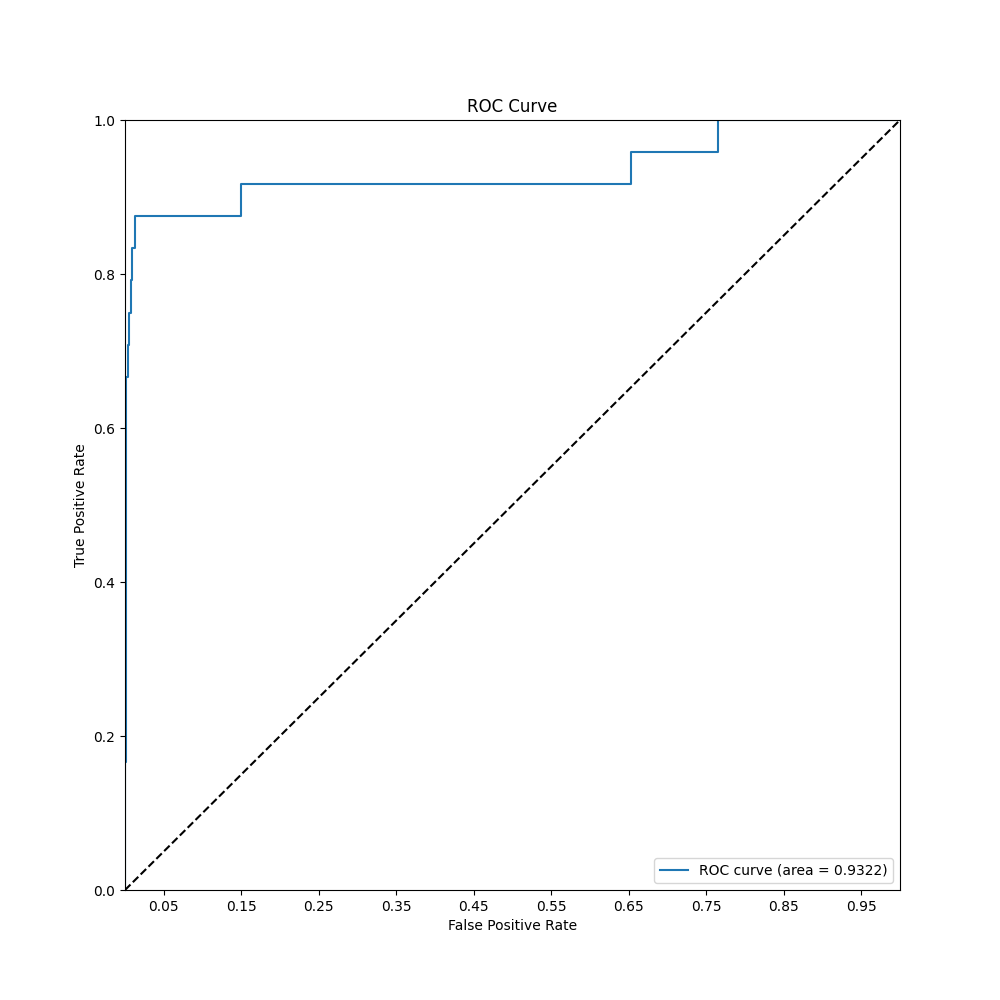 ROC Curve
1.0
0.8
0.6
0.4
0.2
0.0
True Positive Rate
0.05 0.15 0.25 0.35 0.45 0.55 0.65 0.75 0.85 0.95
False Positive Rate
ROC curve (area = 0.9322)